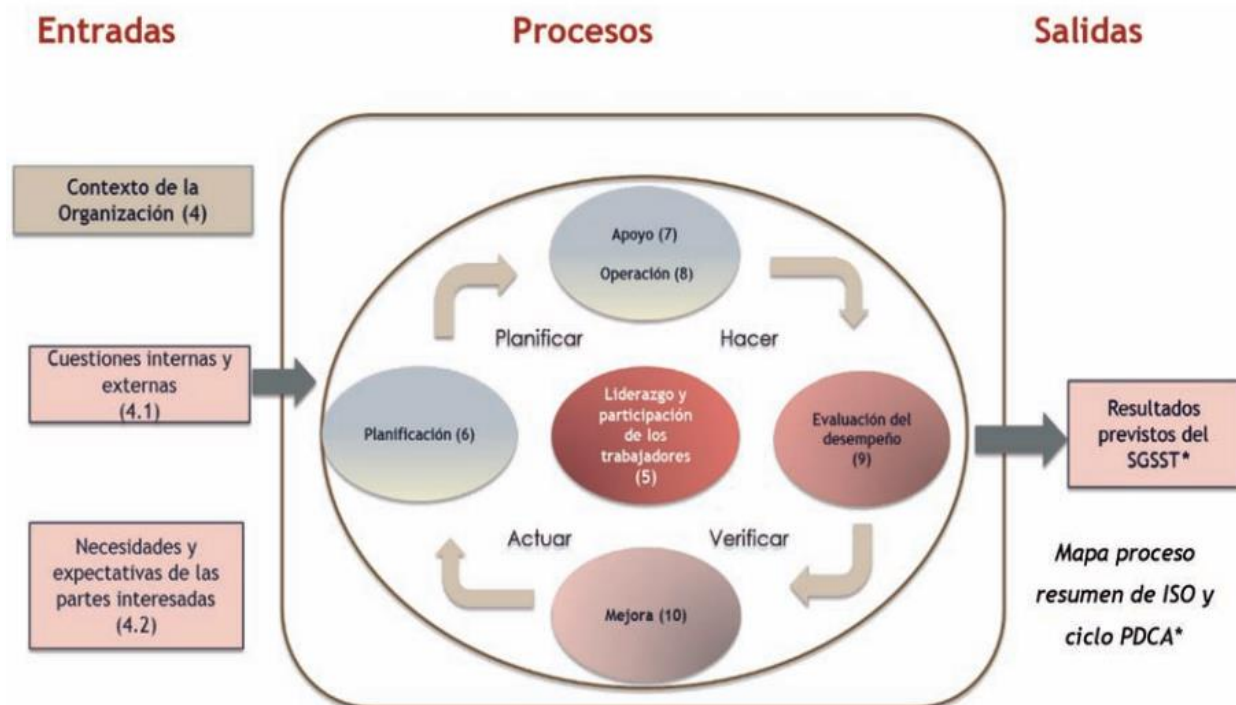 Entradas
Procesos
Salidas
Contexto de la
Organización (4)
Cuestiones internas y
externas
(4.1)
Necesidades y
expectativas de las
partes interesadas
(4.2)
Apoyo (7)
Operación (8)
Planificar
Hacer
Planificación (6)
Liderazgo y
participación
de los
trabajadores
(5)
Evaluación del
desempeño
(9)
Actuar
Verificar
Mejora (10)
Resultados
previstos del
SGSST*
Mapa proceso
resumen de ISO y
ciclo PDCA*